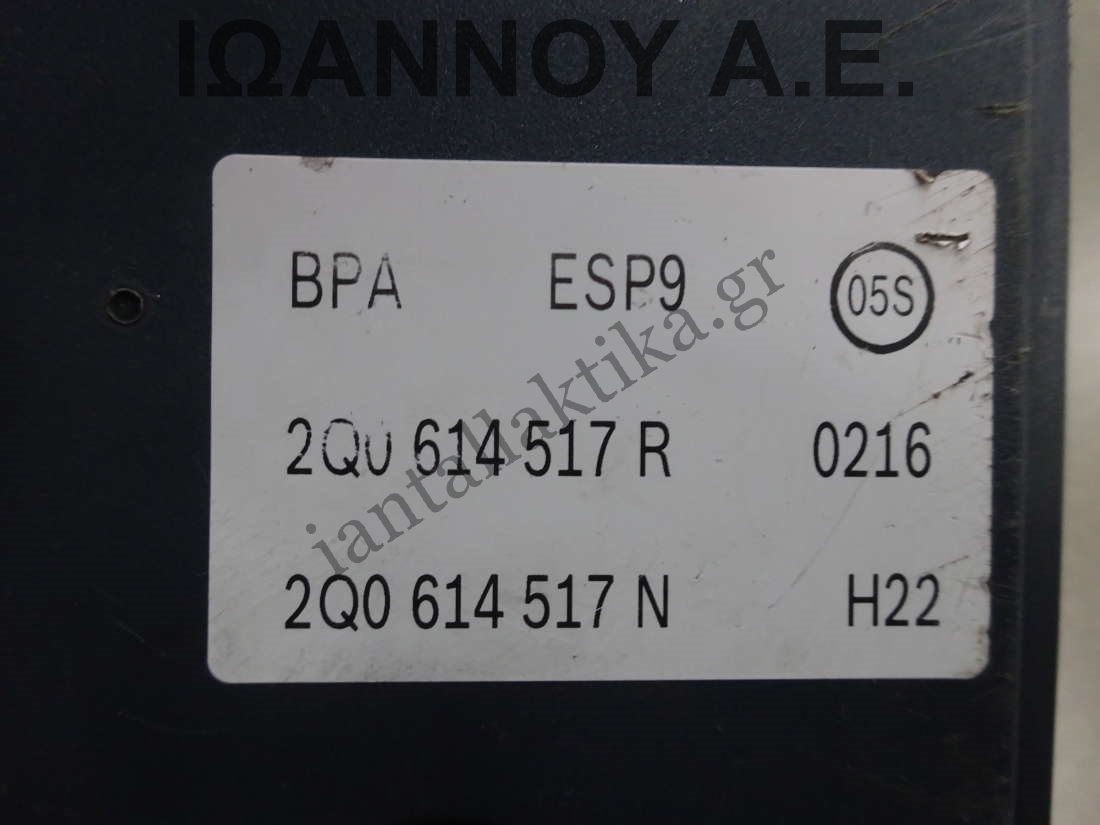 ΙΩΑΝΝΟΥ Α.Ε.
BPA ESP9 05S
2Q0 614 517 R 0216
2Q0 614 517 N H22
iantallaktika.gr